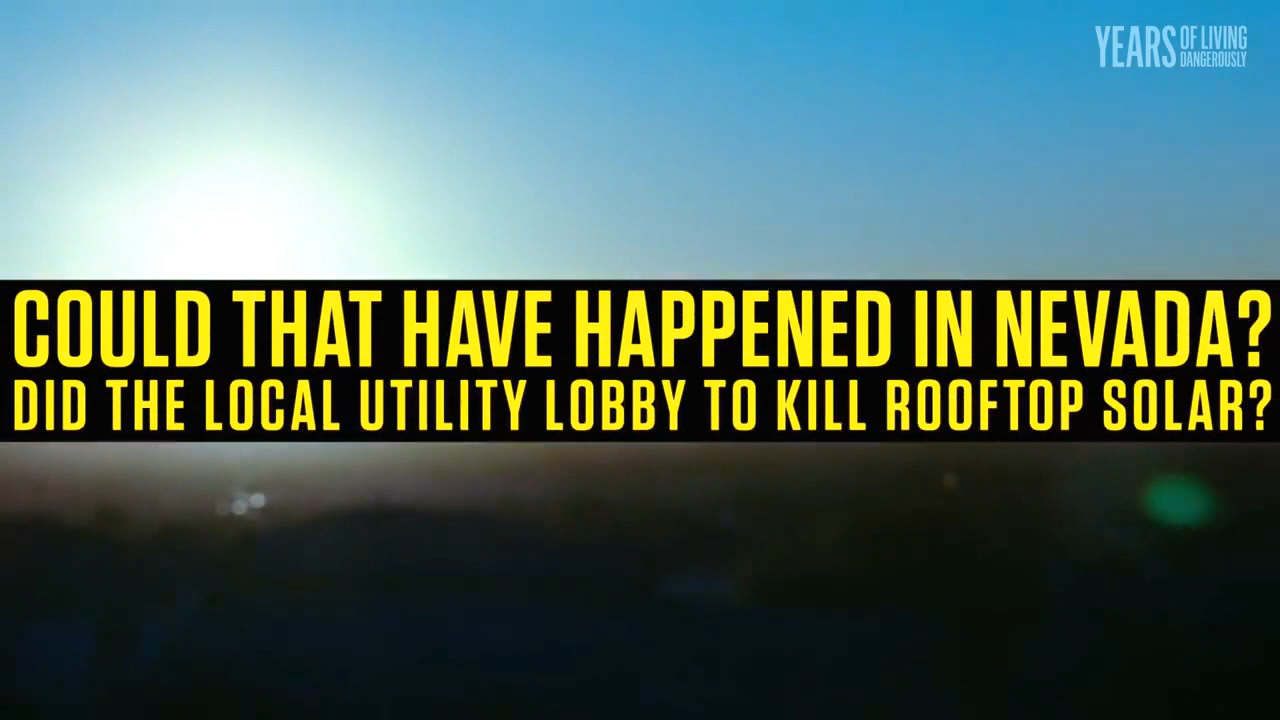 YEARS OF LIVING DANGEROUSLY
COULD THAT HAVE HAPPENED IN NEVADA?
DID THE LOCAL UTILITY LOBBY TO KILL ROOFTOP SOLAR?